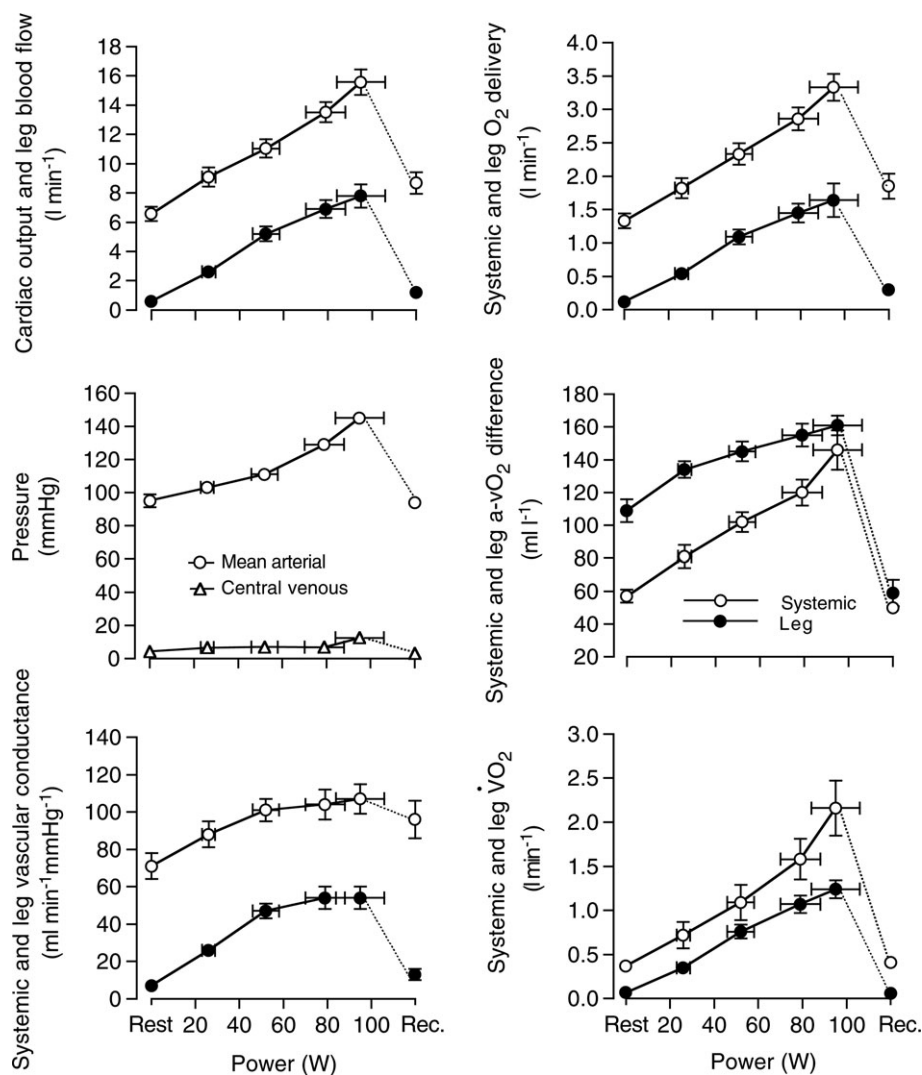 Cardiac output and leg blood flow
(l min⁻¹)
18
16
14
12
10
8
6
4
2
0
Systemic and leg O₂ delivery
(l min⁻¹)
4.0
3.5
3.0
2.5
2.0
1.5
1.0
0.5
0.0
Pressure
(mmHg)
160
140
120
100
80
60
40
20
0
Mean arterial
Central venous
Systemic and leg a-vO₂ difference
(ml l⁻¹)
200
180
160
140
120
100
80
60
40
20
Systemic
Leg
Systemic and leg vascular conductance
(ml min⁻¹mmHg⁻¹)
140
120
100
80
60
40
20
0
Rest 20 40 60 80 100 Rec.
Power (W)
Systemic and leg V̇O₂
(lmin⁻¹)
3.0
2.5
2.0
1.5
1.0
0.5
0.0
Rest 20 40 60 80 100 Rec.
Power (W)